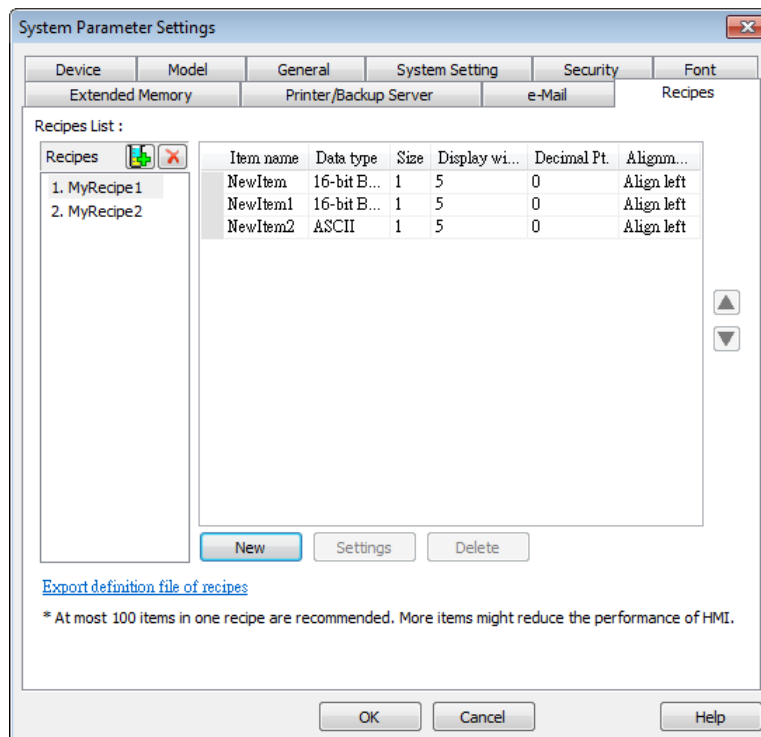 System Parameter Settings
Device Model General System Setting Security Font
Extended Memory Printer/Backup Server e-Mail Recipes
Recipes List :
Recipes
1. MyRecipe1
2. MyRecipe2
Item name Data type Size Display wi... Decimal Pt. Alignm...
NewItem 16-bit B... 1 5 0 Align left
NewItem1 16-bit B... 1 5 0 Align left
NewItem2 ASCII 1 5 0 Align left
New Settings Delete
Export definition file of recipes
* At most 100 items in one recipe are recommended. More items might reduce the performance of HMI.
OK Cancel Help